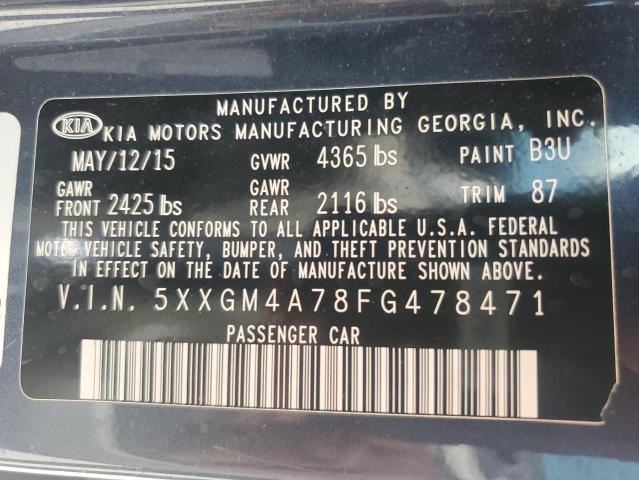 MANUFACTURED BY
KIA KIA MOTORS MANUFACTURING GEORGIA, INC.
MAY/12/15 GVWR 4365 lbs PAINT B3U
GAWR FRONT 2425 lbs GAWR REAR 2116 lbs TRIM 87
THIS VEHICLE CONFORMS TO ALL APPLICABLE U.S.A. FEDERAL
MOTOR VEHICLE SAFETY, BUMPER, AND THEFT PREVENTION STANDARDS
IN EFFECT ON THE DATE OF MANUFACTURE SHOWN ABOVE.
V.I.N. 5XXGM4A78FG478471
PASSENGER CAR